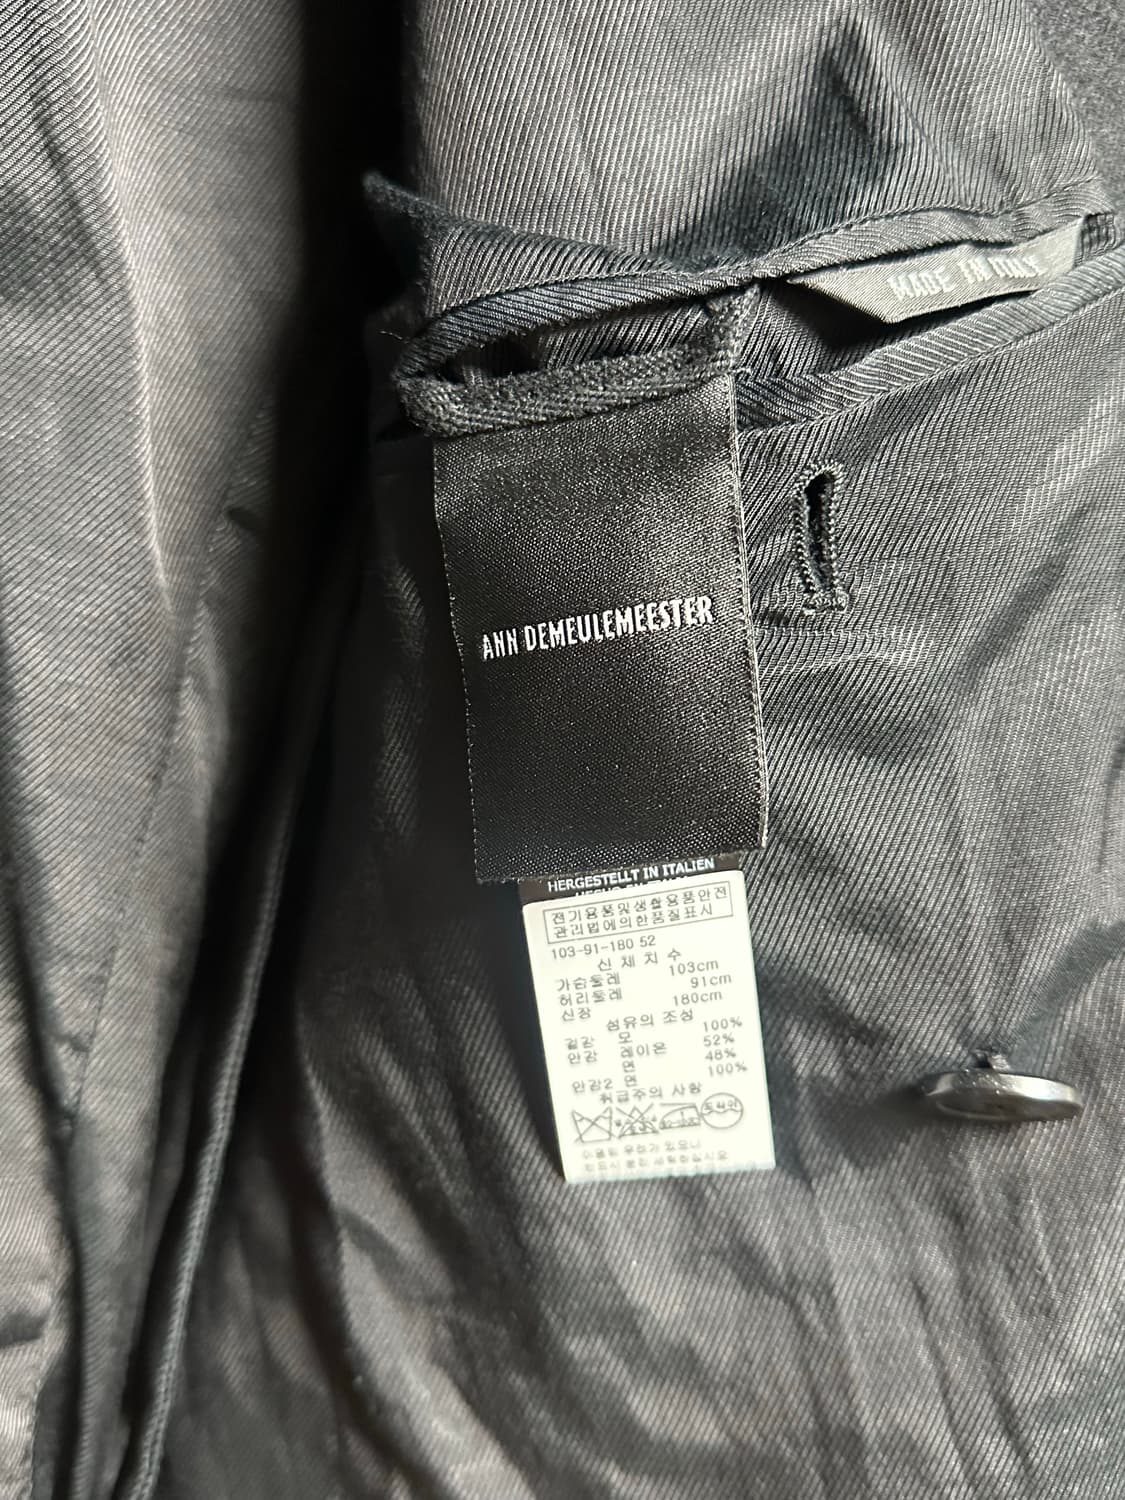 MADE IN ITALY
ANN DEMEULEMEESTER
HERGESTELLT IN ITALIEN
전기용품및생활용품안전
관리법에의한품질표시
103-91-180 52
신 체 치 수
가슴둘레 103cm
허리둘레 91cm
신장 180cm
섬유의 조성
겉감 모 100%
안감 레이온 52%
면 48%
안감2 면 100%
취급주의 사항
드라이